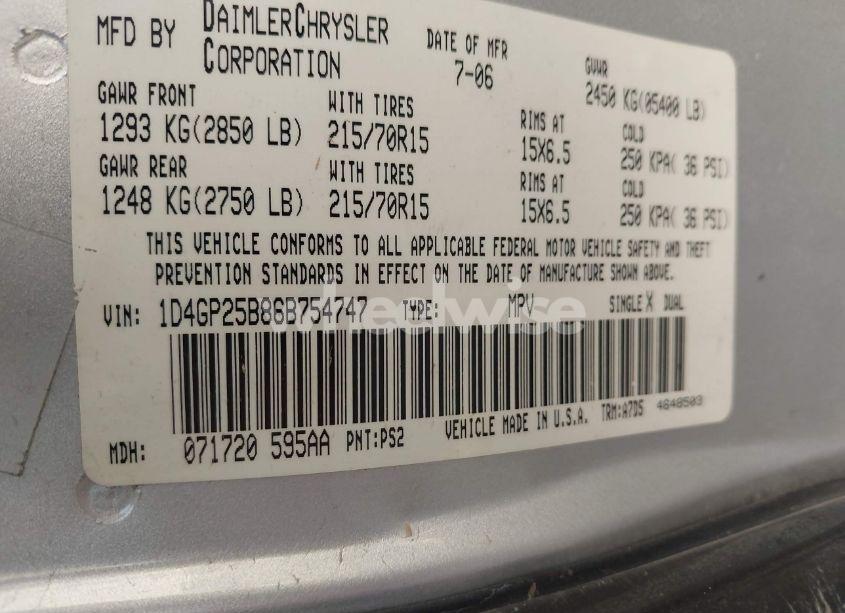 MFD BY DAIMLERCHRYSLER CORPORATION DATE OF MFR 7-06 GVWR 2450 KG(05400 LB)
GAWR FRONT WITH TIRES RIMS AT COLD
1293 KG(2850 LB) 215/70R15 15X6.5 250 KPA( 36 PSI)
GAWR REAR WITH TIRES RIMS AT COLD
1248 KG(2750 LB) 215/70R15 15X6.5 250 KPA( 36 PSI)
THIS VEHICLE CONFORMS TO ALL APPLICABLE FEDERAL MOTOR VEHICLE SAFETY AND THEFT
PREVENTION STANDARDS IN EFFECT ON THE DATE OF MANUFACTURE SHOWN ABOVE.
VIN: 1D4GP25B86B754747 TYPE: MPV SINGLE X DUAL
wheelwise
MDH: 071720 595AA PNT:PS2 VEHICLE MADE IN U.S.A. TRM:A7D5 4648503